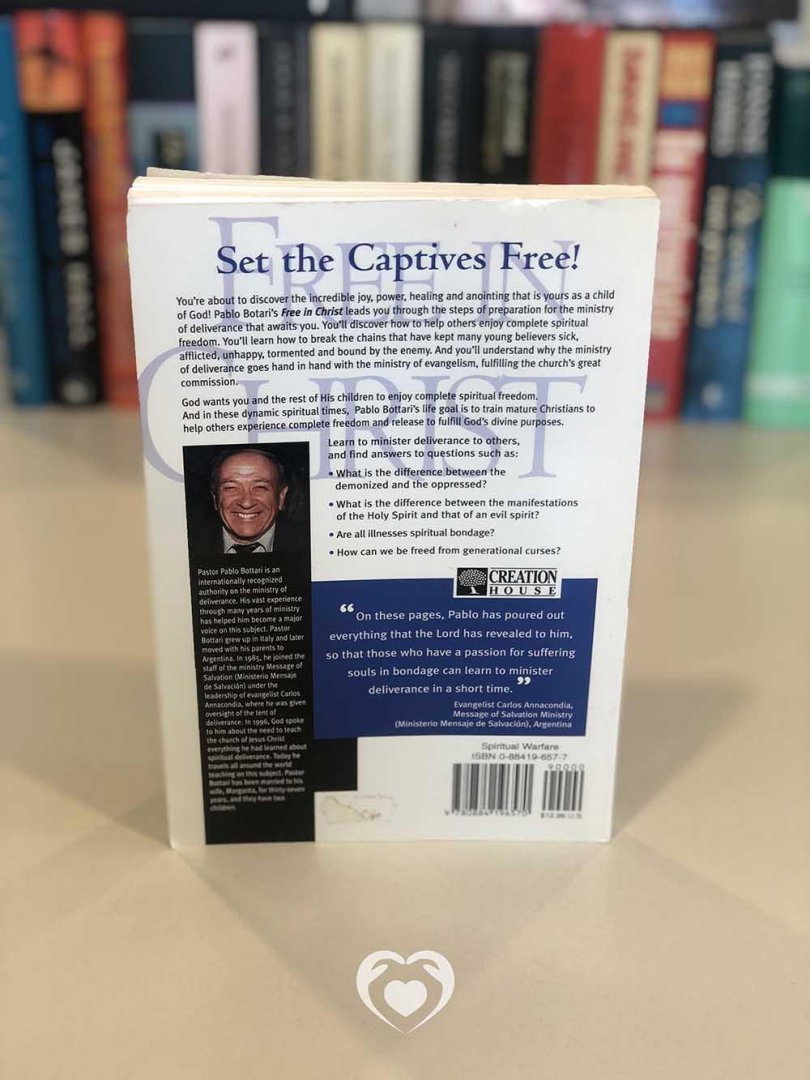 FREE IN
CHRIST
Set the Captives Free!
You're about to discover the incredible joy, power, healing and anointing that is yours as a child
of God! Pablo Botari's Free in Christ leads you through the steps of preparation for the ministry
of deliverance that awaits you. You'll discover how to help others enjoy complete spiritual
freedom. You'll learn how to break the chains that have kept many young believers sick,
afflicted, unhappy, tormented and bound by the enemy. And you'll understand why the ministry
of deliverance goes hand in hand with the ministry of evangelism, fulfilling the church's great
commission.
God wants you and the rest of His children to enjoy complete spiritual freedom.
And in these dynamic spiritual times, Pablo Bottari's life goal is to train mature Christians to
help others experience complete freedom and release to fulfill God's divine purposes.
Learn to minister deliverance to others,
and find answers to questions such as:
• What is the difference between the
demonized and the oppressed?
• What is the difference between the manifestations
of the Holy Spirit and that of an evil spirit?
• Are all illnesses spiritual bondage?
• How can we be freed from generational curses?
Pastor Pablo Bottari is an
internationally recognized
authority on the ministry of
deliverance. His vast experience
through many years of ministry
has helped him become a major
voice on this subject. Pastor
Bottari grew up in Italy and later
moved with his parents to
Argentina. In 1985, he joined the
staff of the ministry Message of
Salvation (Ministerio Mensaje
de Salvación) under the
leadership of evangelist Carlos
Annacondia, where he was given
oversight of the tent of
deliverance. In 1996, God spoke
to him about the need to teach
the church of Jesus Christ
everything he had learned about
spiritual deliverance. Today he
travels all around the world
teaching on this subject. Pastor
Bottari has been married to his
wife, Margarita, for thirty-seven
years, and they have two
children.
CREATION
HOUSE
“On these pages, Pablo has poured out
everything that the Lord has revealed to him,
so that those who have a passion for suffering
souls in bondage can learn to minister
deliverance in a short time.”
Evangelist Carlos Annacondia,
Message of Salvation Ministry
(Ministerio Mensaje de Salvación), Argentina
Spiritual Warfare
ISBN 0-88419-657-7
90000
9 780884 196570
$12.99 U.S.